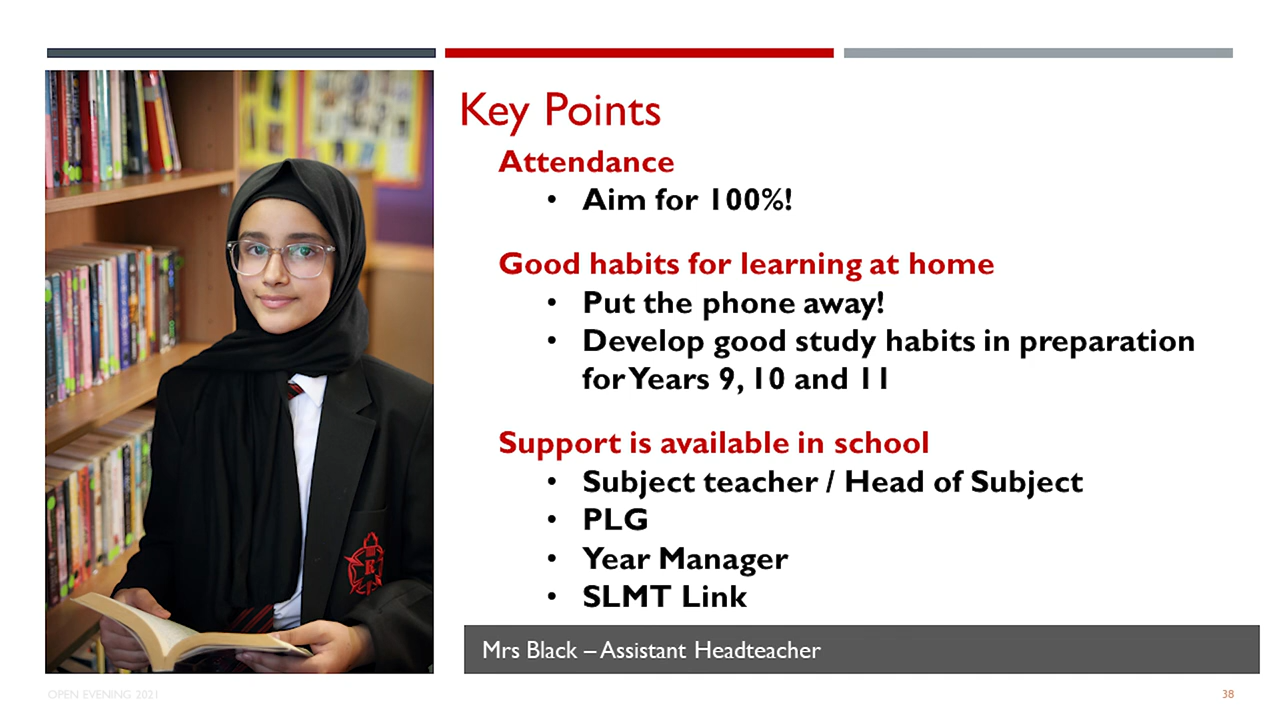 Key Points
Attendance
• Aim for 100%!
Good habits for learning at home
• Put the phone away!
• Develop good study habits in preparation
for Years 9, 10 and 11
Support is available in school
• Subject teacher / Head of Subject
• PLG
• Year Manager
• SLMT Link
Mrs Black – Assistant Headteacher
OPEN EVENING 2021
38